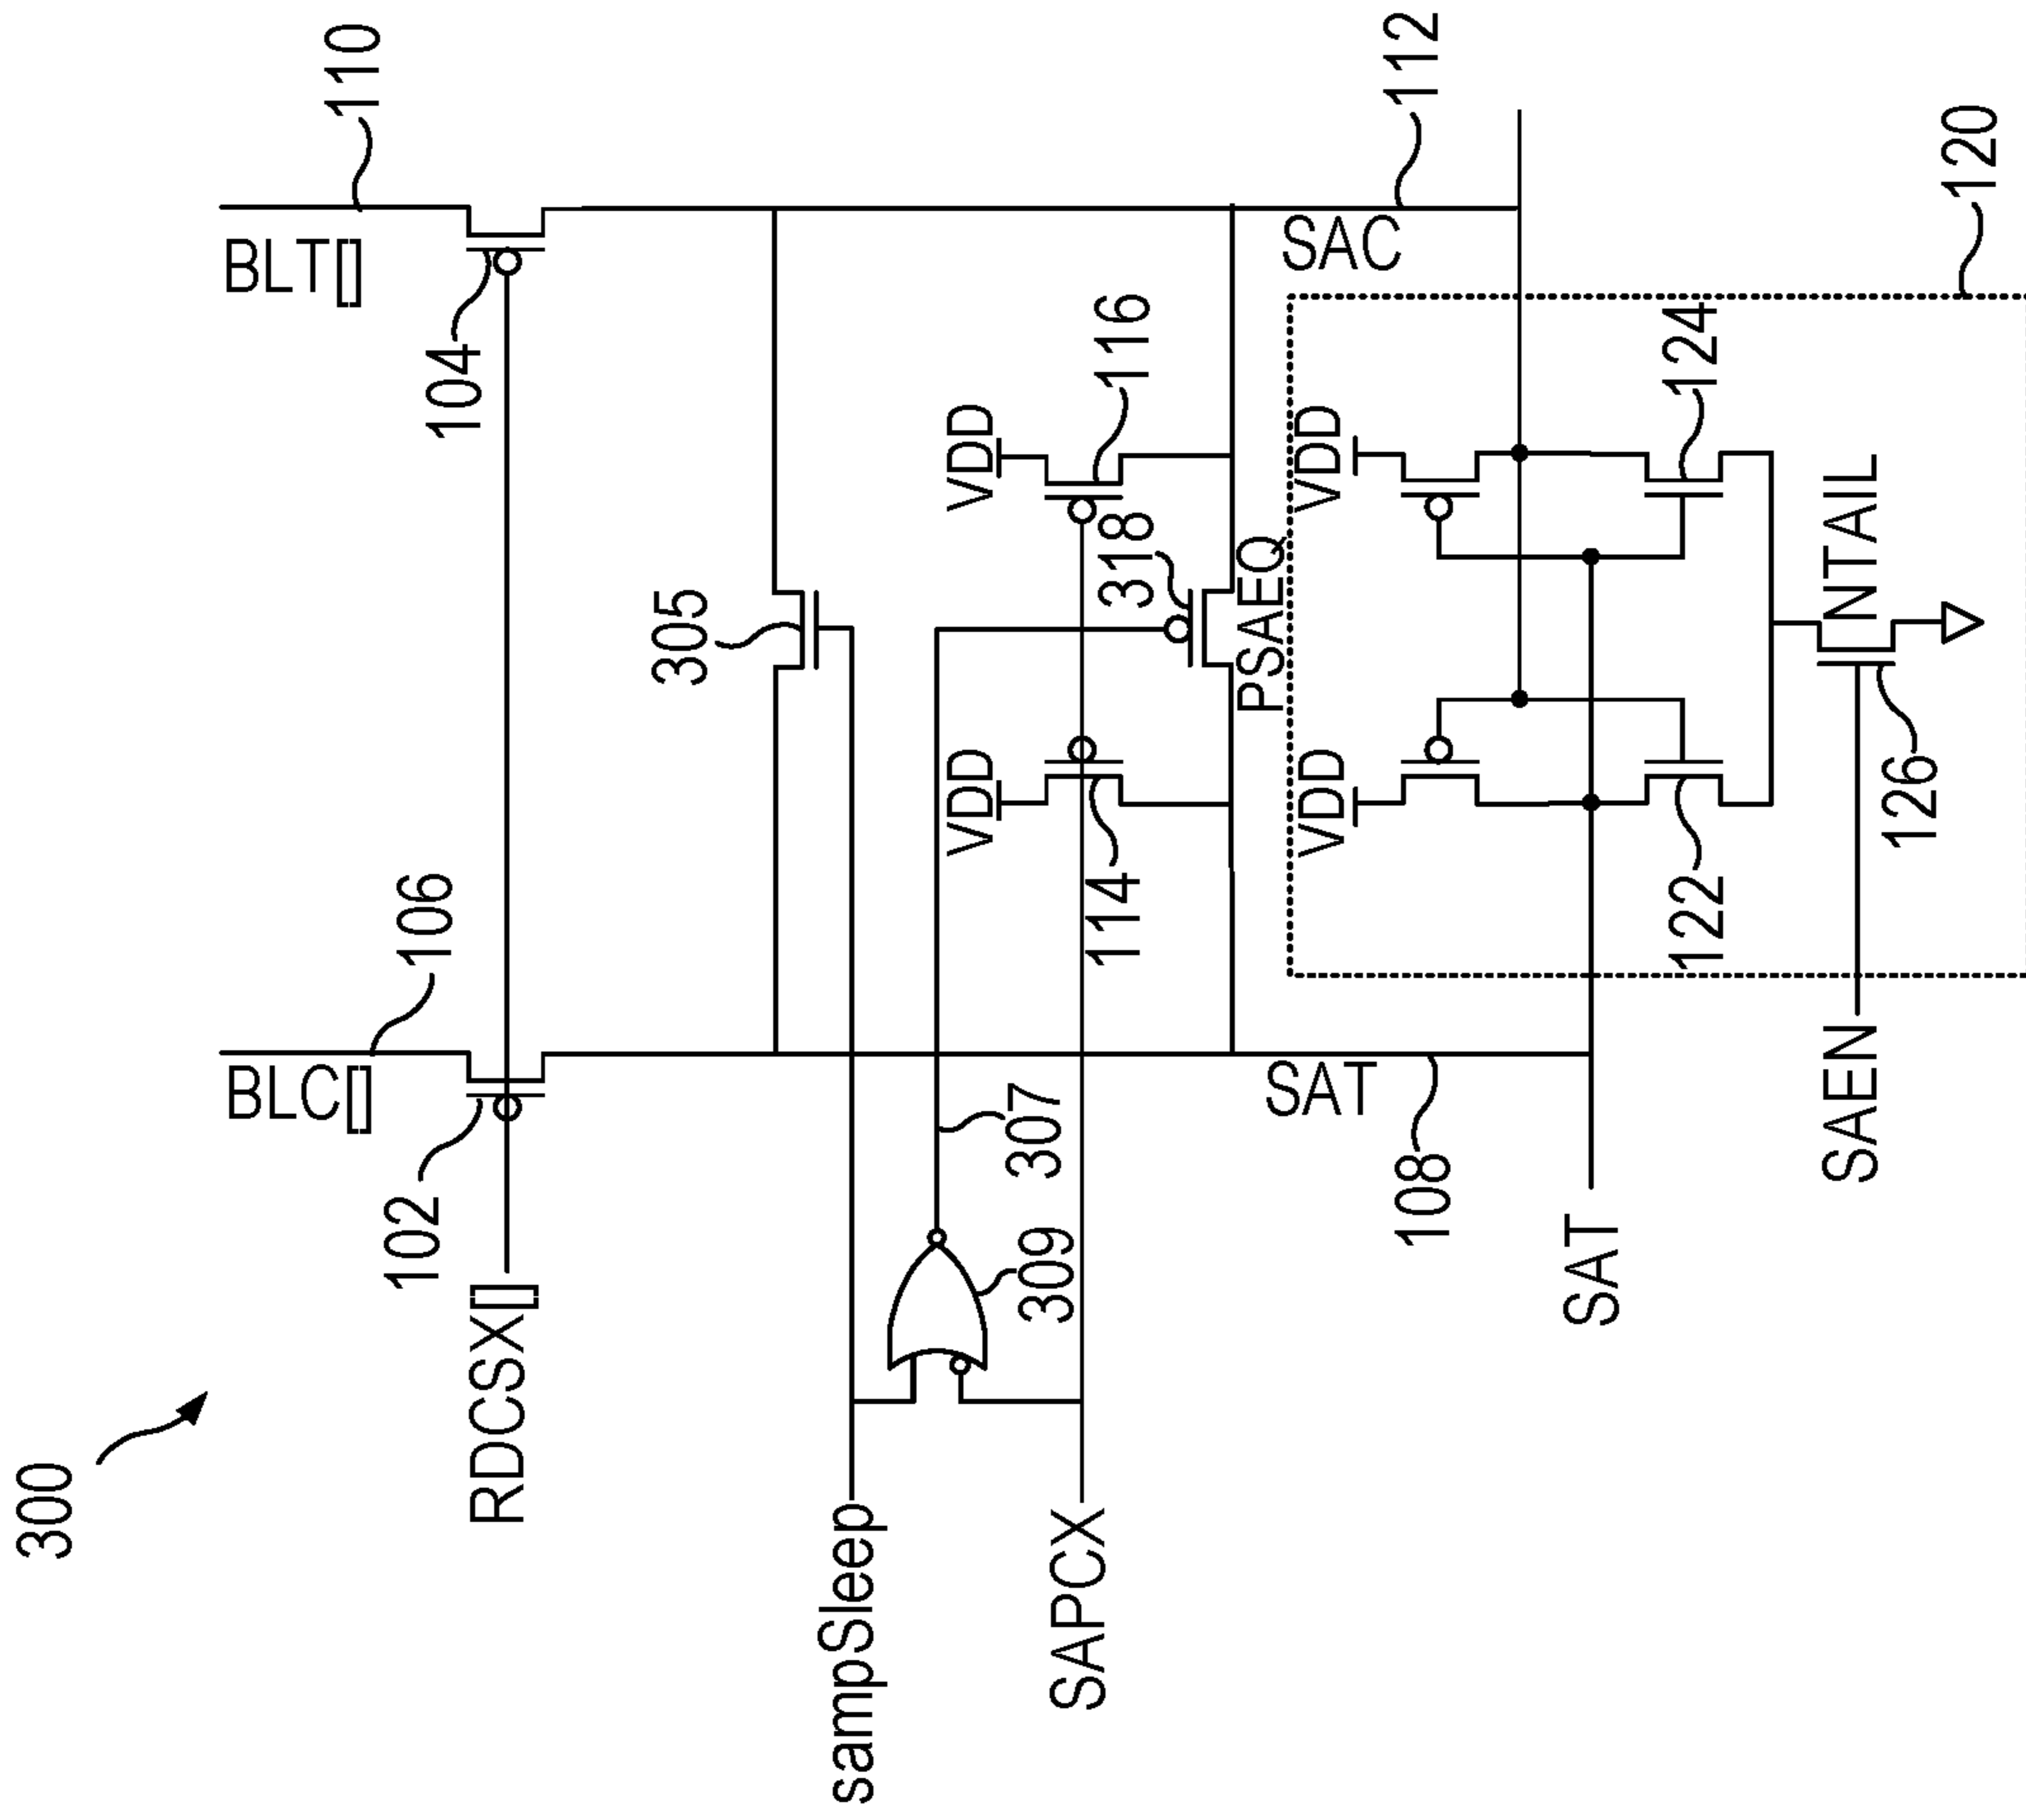 300
BLC[]
106
BLT[]
110
102
104
RDCSX[]
305
sampSleep
307
309
SAPCX
VDD
VDD
114
116
318
PSAEQ
SAT
SAC
108
112
VDD
VDD
SAT
122
124
120
SAEN
126
NTAIL